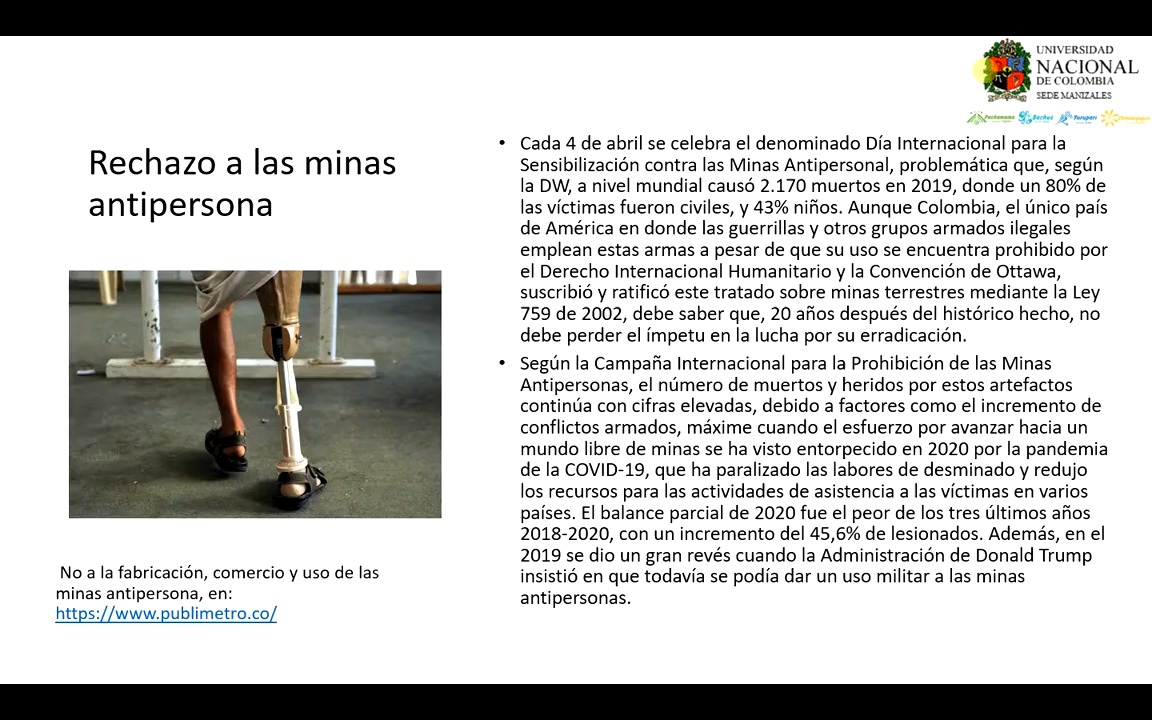 UNIVERSIDAD
NACIONAL
DE COLOMBIA
SEDE MANIZALES
Pachamama
Bachué
Yurupari
Rechazo a las minas
antipersona
No a la fabricación, comercio y uso de las
minas antipersona, en:
https://www.publimetro.co/
• Cada 4 de abril se celebra el denominado Día Internacional para la
Sensibilización contra las Minas Antipersonal, problemática que, según
la DW, a nivel mundial causó 2.170 muertos en 2019, donde un 80% de
las víctimas fueron civiles, y 43% niños. Aunque Colombia, el único país
de América en donde las guerrillas y otros grupos armados ilegales
emplean estas armas a pesar de que su uso se encuentra prohibido por
el Derecho Internacional Humanitario y la Convención de Ottawa,
suscribió y ratificó este tratado sobre minas terrestres mediante la Ley
759 de 2002, debe saber que, 20 años después del histórico hecho, no
debe perder el ímpetu en la lucha por su erradicación.
• Según la Campaña Internacional para la Prohibición de las Minas
Antipersonas, el número de muertos y heridos por estos artefactos
continúa con cifras elevadas, debido a factores como el incremento de
conflictos armados, máxime cuando el esfuerzo por avanzar hacia un
mundo libre de minas se ha visto entorpecido en 2020 por la pandemia
de la COVID-19, que ha paralizado las labores de desminado y redujo
los recursos para las actividades de asistencia a las víctimas en varios
países. El balance parcial de 2020 fue el peor de los tres últimos años
2018-2020, con un incremento del 45,6% de lesionados. Además, en el
2019 se dio un gran revés cuando la Administración de Donald Trump
insistió en que todavía se podía dar un uso militar a las minas
antipersonas.